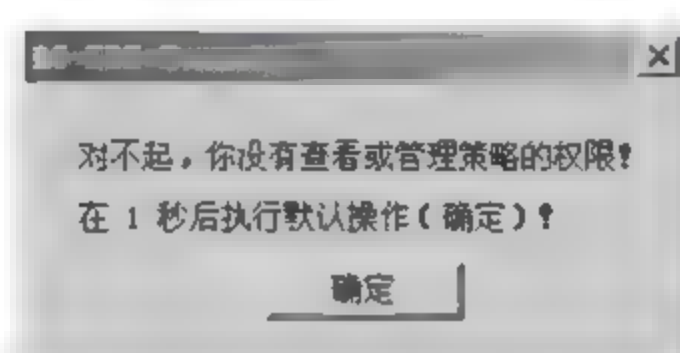 对不起，你没有查看或管理策略的权限！
在 1 秒后执行默认操作（确定）！
确定